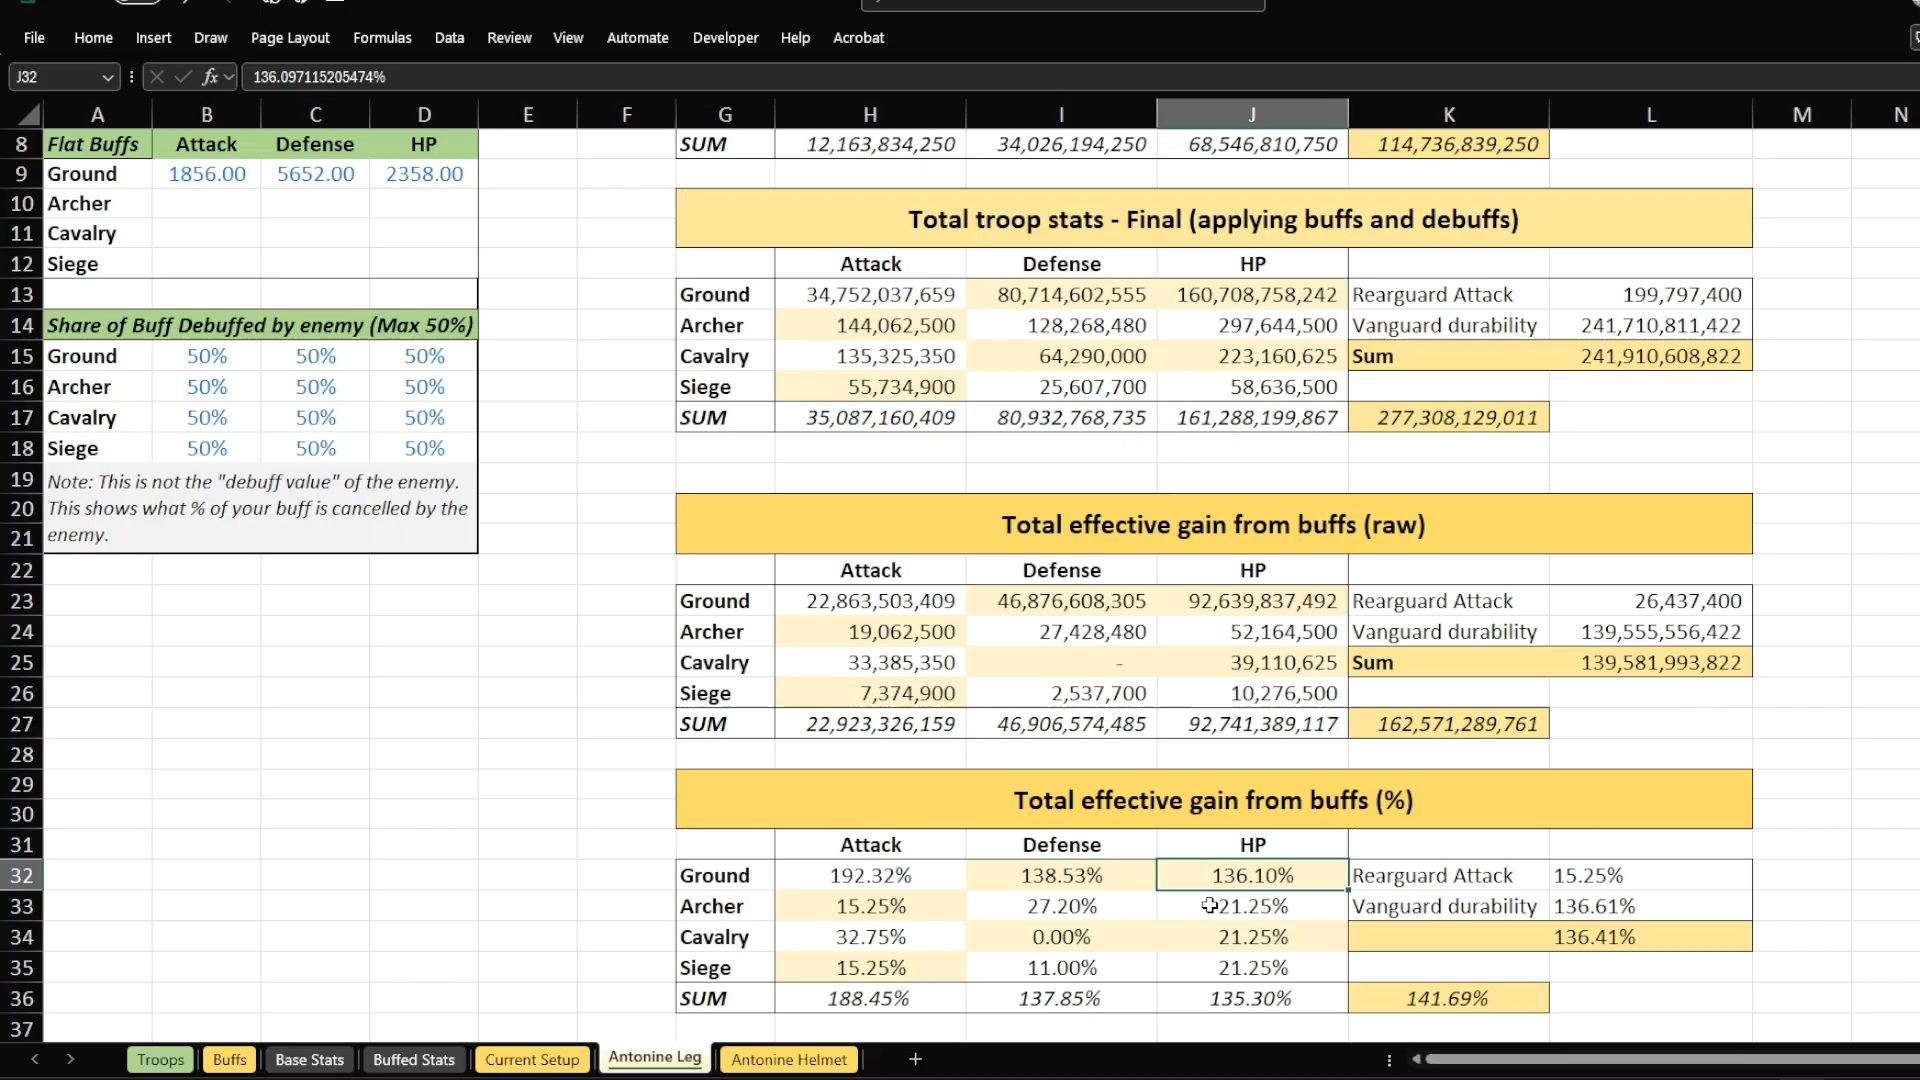 File Home Insert Draw Page Layout Formulas Data Review View Automate Developer Help Acrobat
J32 fx 136.097115205474%
A B C D E F G H I J K L M N
8 Flat Buffs Attack Defense HP SUM 12,163,834,250 34,026,194,250 68,546,810,750 114,736,839,250
9 Ground 1856.00 5652.00 2358.00
10 Archer
Total troop stats - Final (applying buffs and debuffs)
11 Cavalry
12 Siege Attack Defense HP
13 Ground 34,752,037,659 80,714,602,555 160,708,758,242 Rearguard Attack 199,797,400
14 Share of Buff Debuffed by enemy (Max 50%) Archer 144,062,500 128,268,480 297,644,500 Vanguard durability 241,710,811,422
15 Ground 50% 50% 50% Cavalry 135,325,350 64,290,000 223,160,625 Sum 241,910,608,822
16 Archer 50% 50% 50% Siege 55,734,900 25,607,700 58,636,500
17 Cavalry 50% 50% 50% SUM 35,087,160,409 80,932,768,735 161,288,199,867 277,308,129,011
18 Siege 50% 50% 50%
19 Note: This is not the "debuff value" of the enemy.
20 This shows what % of your buff is cancelled by the
Total effective gain from buffs (raw)
21 enemy.
22 Attack Defense HP
23 Ground 22,863,503,409 46,876,608,305 92,639,837,492 Rearguard Attack 26,437,400
24 Archer 19,062,500 27,428,480 52,164,500 Vanguard durability 139,555,556,422
25 Cavalry 33,385,350 - 39,110,625 Sum 139,581,993,822
26 Siege 7,374,900 2,537,700 10,276,500
27 SUM 22,923,326,159 46,906,574,485 92,741,389,117 162,571,289,761
28
29
Total effective gain from buffs (%)
30
31 Attack Defense HP
32 Ground 192.32% 138.53% 136.10% Rearguard Attack 15.25%
33 Archer 15.25% 27.20% 21.25% Vanguard durability 136.61%
34 Cavalry 32.75% 0.00% 21.25% 136.41%
35 Siege 15.25% 11.00% 21.25%
36 SUM 188.45% 137.85% 135.30% 141.69%
37
Troops Buffs Base Stats Buffed Stats Current Setup Antonine Leg Antonine Helmet